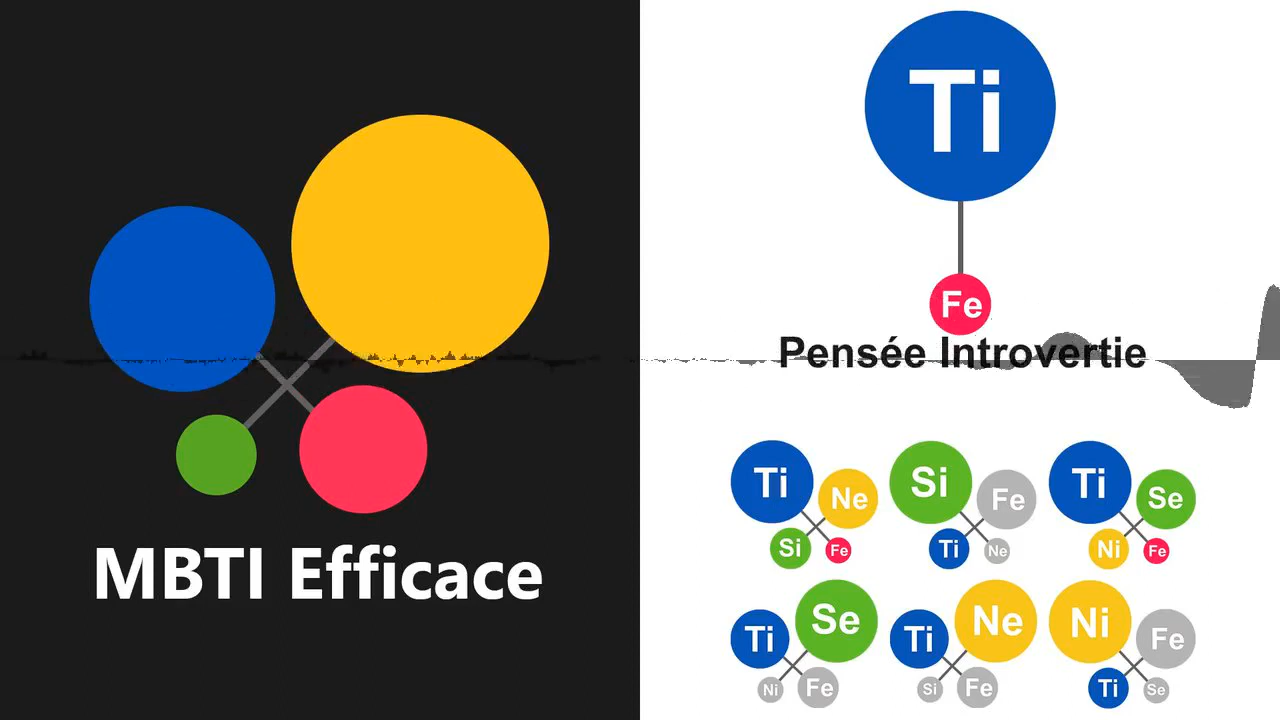 MBTI Efficace
Ti
Fe
Pensée Introvertie
Ti Ne Si Fe
Si Fe Ti Ne
Ti Se Ni Fe
Ti Se Ni Fe
Ti Ne Si Fe
Ni Fe Ti Se